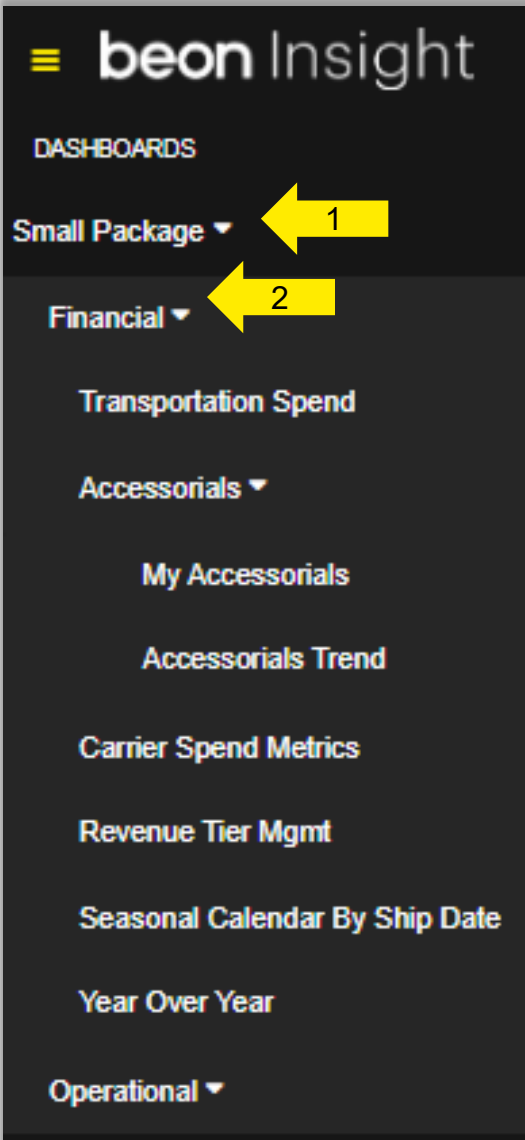 beon Insight
DASHBOARDS
Small Package
1
Financial
2
Transportation Spend
Accessorials
My Accessorials
Accessorials Trend
Carrier Spend Metrics
Revenue Tier Mgmt
Seasonal Calendar By Ship Date
Year Over Year
Operational